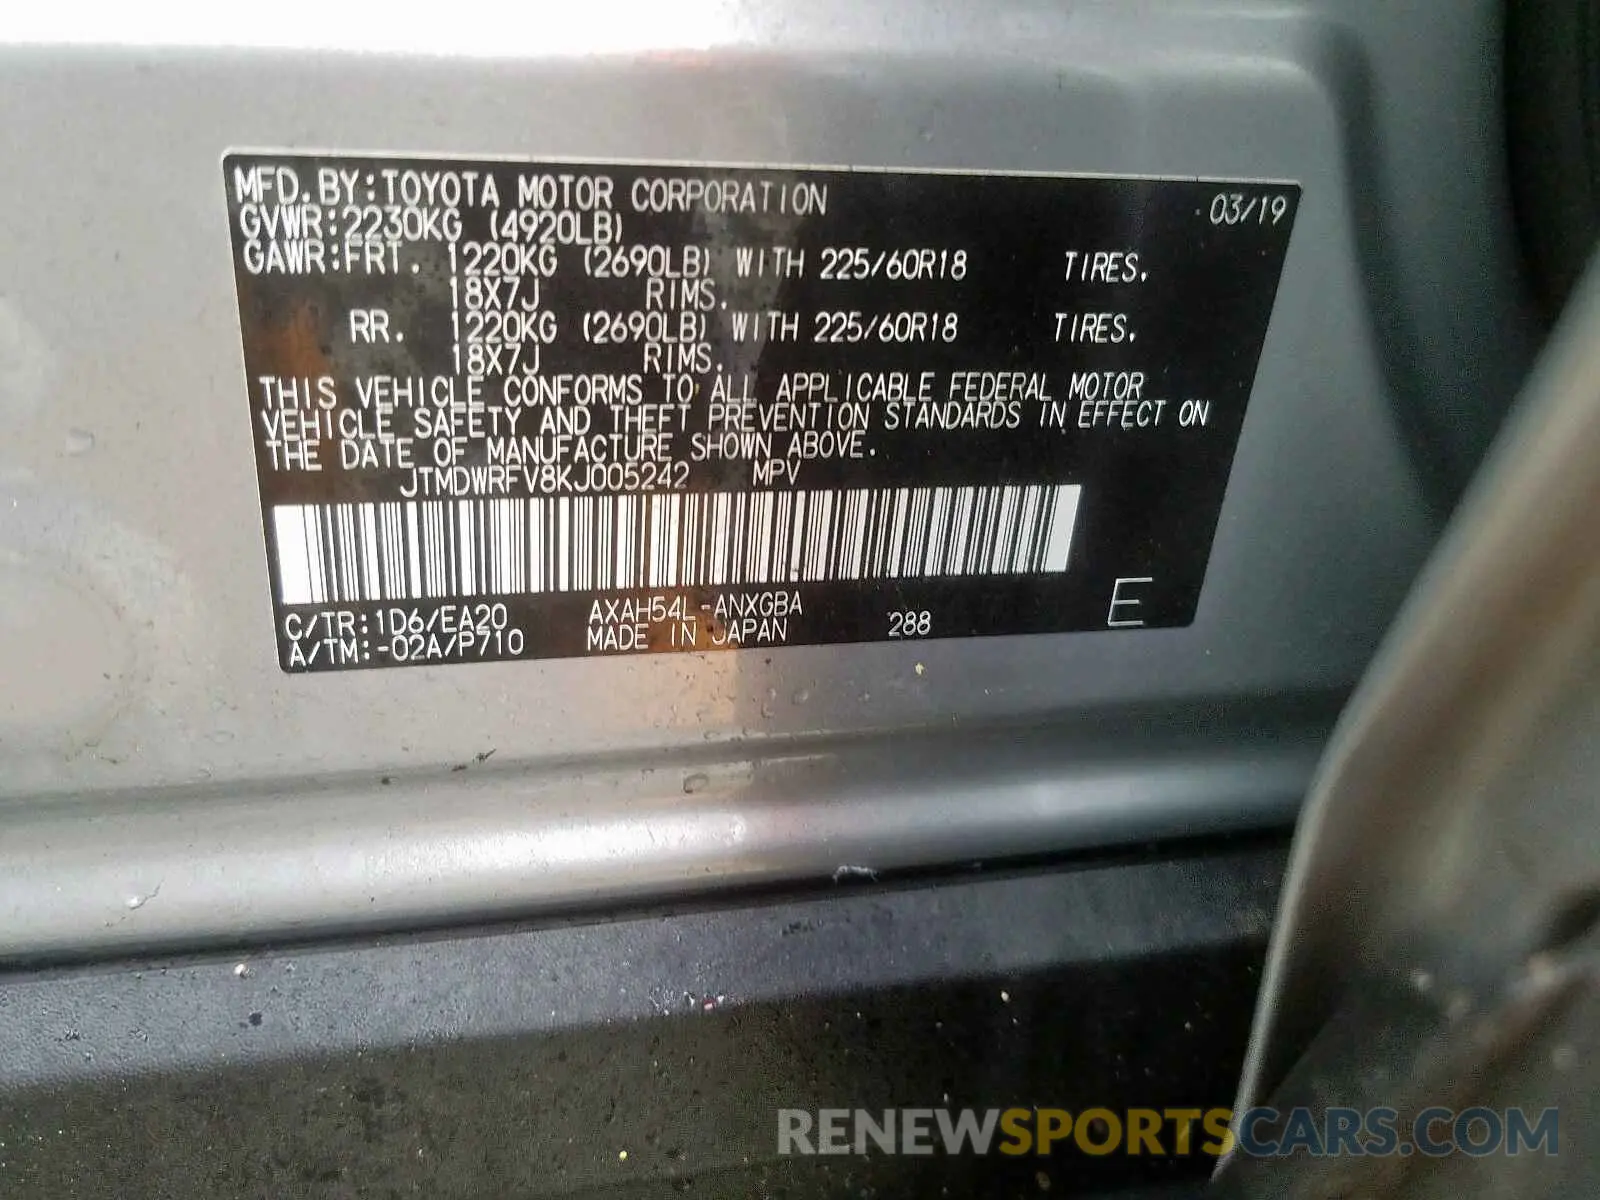 MFD.BY:TOYOTA MOTOR CORPORATION 03/19
GVWR:2230KG (4920LB)
GAWR:FRT. 1220KG (2690LB) WITH 225/60R18 TIRES.
18X7J RIMS.
RR. 1220KG (2690LB) WITH 225/60R18 TIRES.
18X7J RIMS.
THIS VEHICLE CONFORMS TO ALL APPLICABLE FEDERAL MOTOR
VEHICLE SAFETY AND THEFT PREVENTION STANDARDS IN EFFECT ON
THE DATE OF MANUFACTURE SHOWN ABOVE.
JTMDWRFV8KJ005242 MPV
C/TR:1D6/EA20 AXAH54L-ANXGBA
A/TM:-02A/P710 MADE IN JAPAN 288 E
RENEWSPORTSCARS.COM